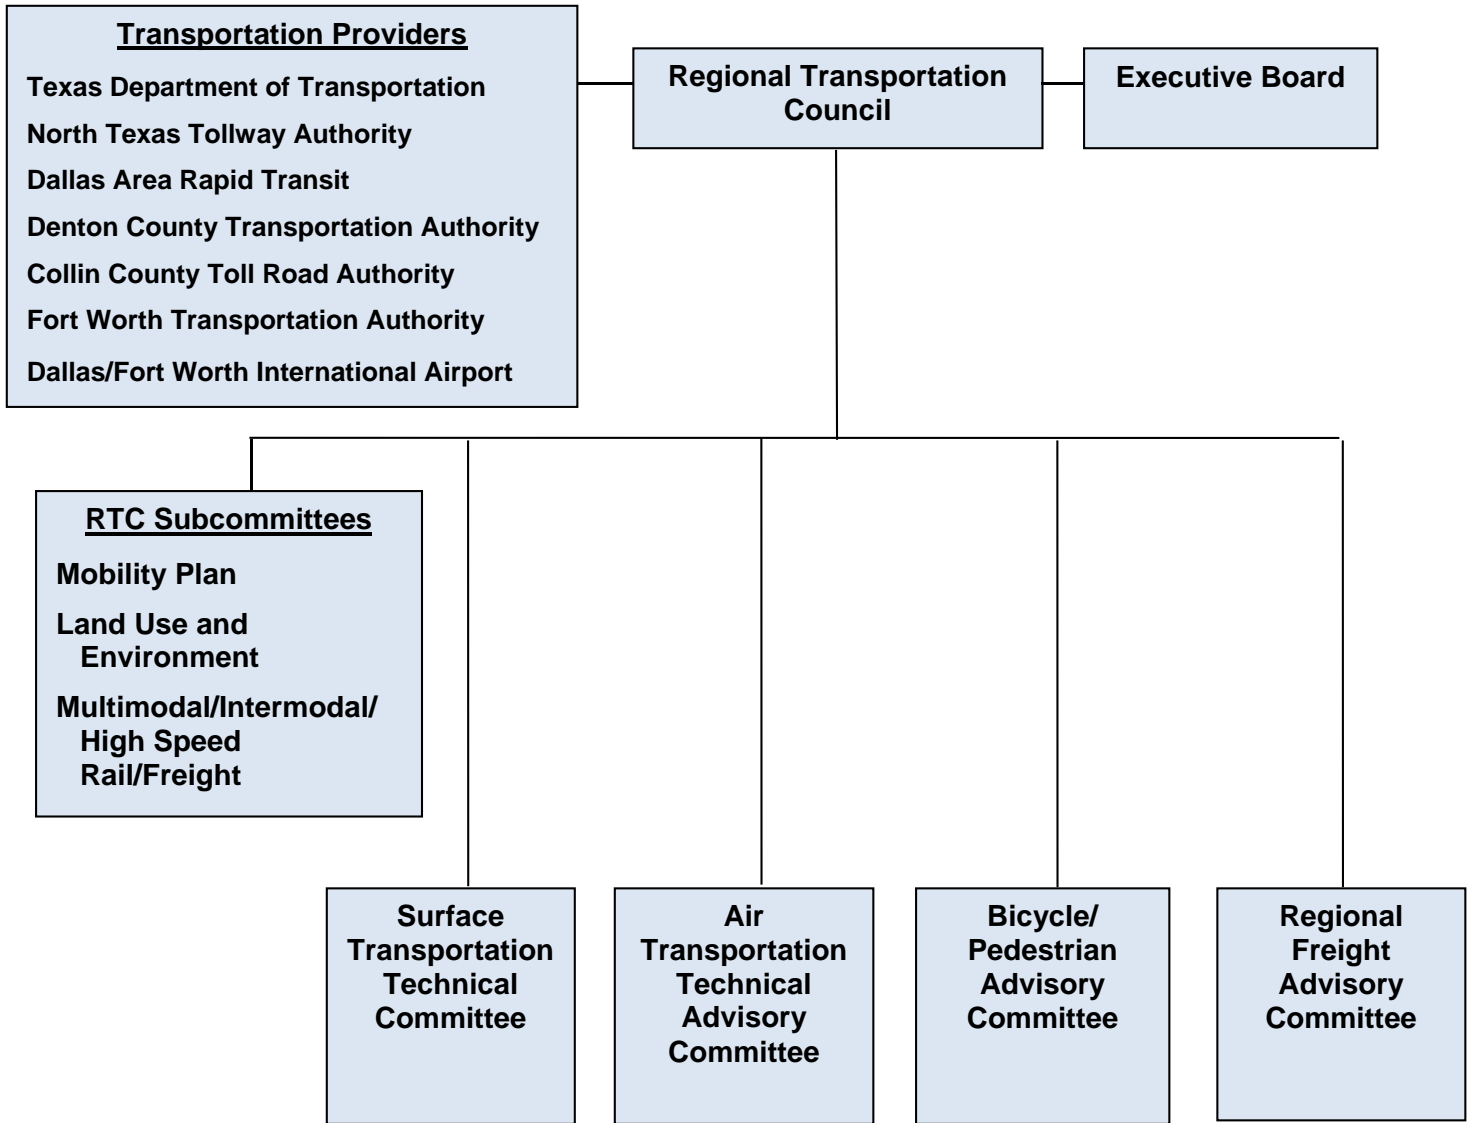 Transportation Providers
Texas Department of Transportation
North Texas Tollway Authority
Dallas Area Rapid Transit
Denton County Transportation Authority
Collin County Toll Road Authority
Fort Worth Transportation Authority
Dallas/Fort Worth International Airport
Regional Transportation
Council
Executive Board
RTC Subcommittees
Mobility Plan
Land Use and
Environment
Multimodal/Intermodal/
High Speed
Rail/Freight
Surface
Transportation
Technical
Committee
Air
Transportation
Technical
Advisory
Committee
Bicycle/
Pedestrian
Advisory
Committee
Regional
Freight
Advisory
Committee